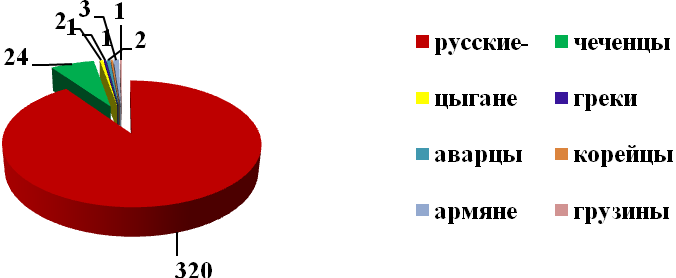 3 1
2 1 1 2
24
320
русские- чеченцы
цыгане греки
аварцы корейцы
армяне грузины